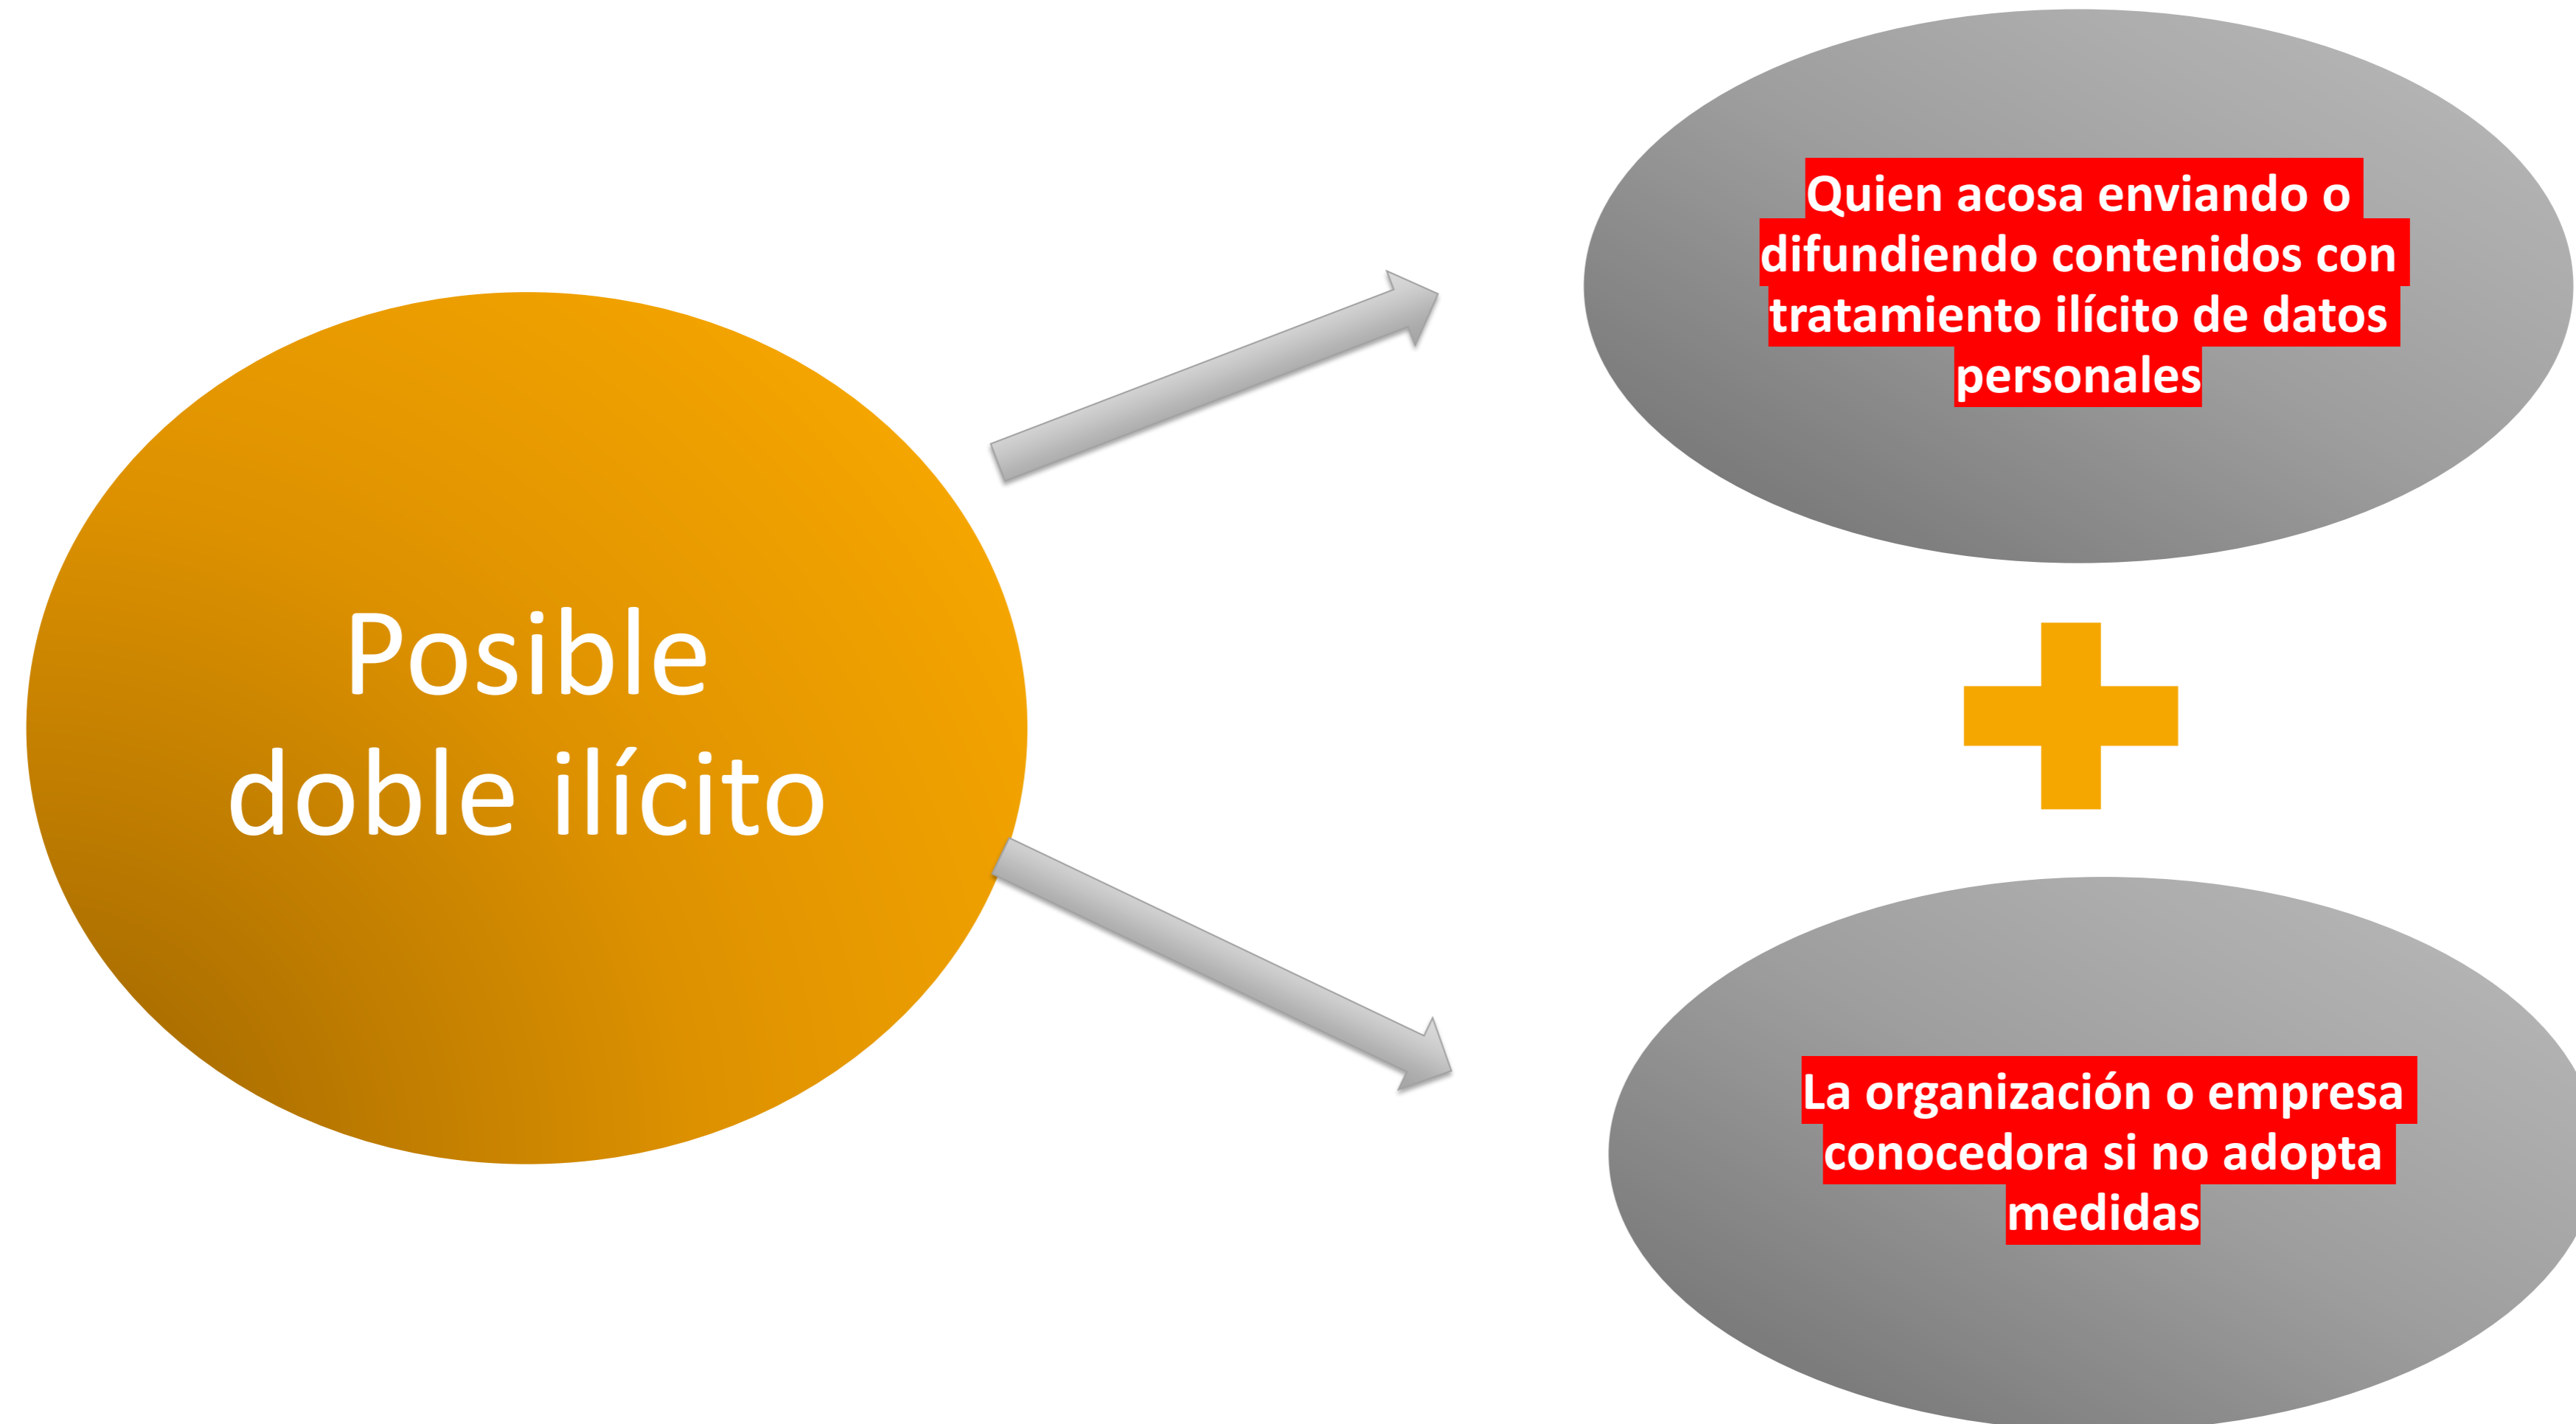 Posible
doble ilícito
Quien acosa enviando o
difundiendo contenidos con
tratamiento ilícito de datos
personales
La organización o empresa
conocedora si no adopta
medidas